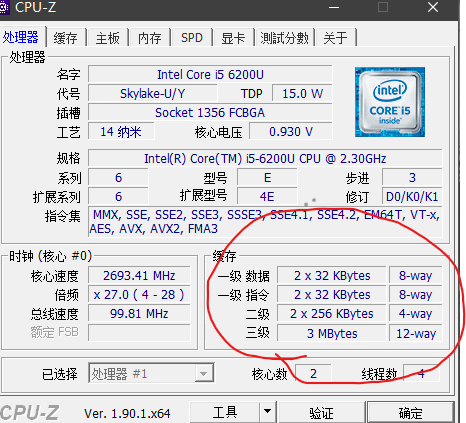 CPU-Z
处理器 缓存 主板 内存 SPD 显卡 測試分數 关于
处理器
名字 Intel Core i5 6200U
代号 Skylake-U/Y TDP 15.0 W
插槽 Socket 1356 FCBGA
工艺 14 纳米 核心电压 0.930 V
intel
CORE i5
inside
规格 Intel(R) Core(TM) i5-6200U CPU @ 2.30GHz
系列 6 型号 E 步进 3
扩展系列 6 扩展型号 4E 修订 D0/K0/K1
指令集 MMX, SSE, SSE2, SSE3, SSSE3, SSE4.1, SSE4.2, EM64T, VT-x,
AES, AVX, AVX2, FMA3
时钟 (核心 #0)
核心速度 2693.41 MHz
倍频 x 27.0 ( 4 - 28 )
总线速度 99.81 MHz
额定 FSB
缓存
一级 数据 2 x 32 KBytes 8-way
一级 指令 2 x 32 KBytes 8-way
二级 2 x 256 KBytes 4-way
三级 3 MBytes 12-way
已选择 处理器 #1 核心数 2 线程数 4
CPU-Z Ver. 1.90.1.x64 工具 验证 确定